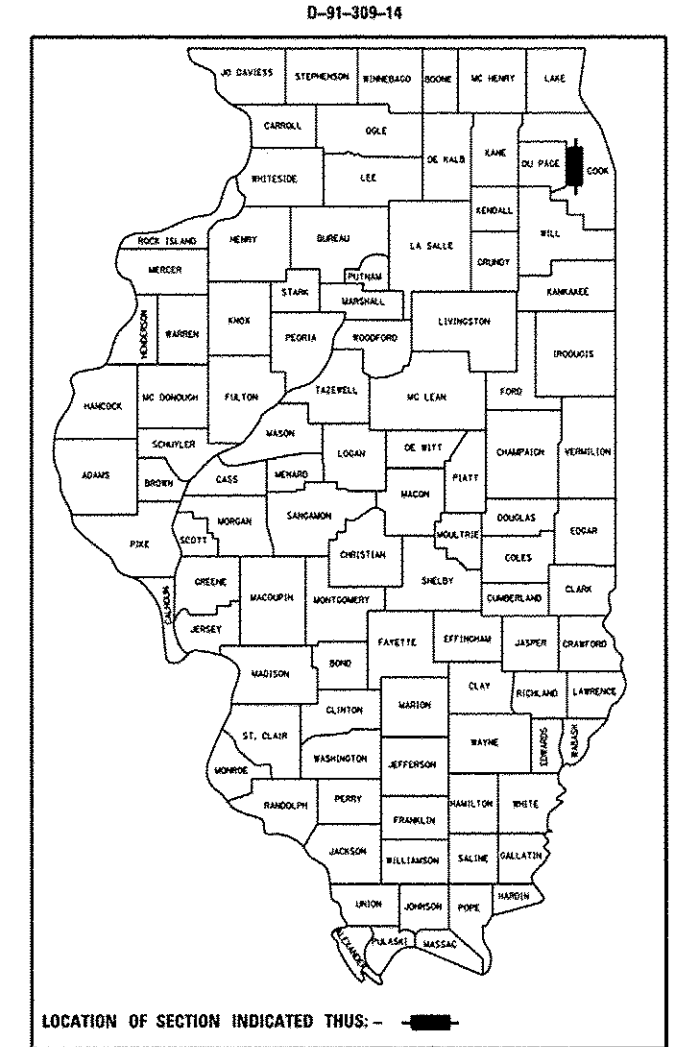 D-91-309-14
JO DAVIESS STEPHENSON WINNEBAGO BOONE MC HENRY LAKE
CARROLL OGLE DE KALB KANE DU PAGE COOK
WHITESIDE LEE
KENDALL
ROCK ISLAND HENRY BUREAU LA SALLE GRUNDY WILL
MERCER PUTNAM
STARK MARSHALL KANKAKEE
HENDERSON WARREN KNOX PEORIA WOODFORD LIVINGSTON IROQUOIS
HANCOCK MC DONOUGH FULTON TAZEWELL MC LEAN FORD
MASON
SCHUYLER LOGAN DE WITT CHAMPAIGN VERMILION
ADAMS BROWN CASS MENARD PIATT
MACON
PIKE SCOTT MORGAN SANGAMON MOULTRIE DOUGLAS EDGAR
CHRISTIAN COLES
CALHOUN GREENE MACOUPIN MONTGOMERY SHELBY CUMBERLAND CLARK
JERSEY FAYETTE EFFINGHAM JASPER CRAWFORD
MADISON BOND
CLAY RICHLAND LAWRENCE
CLINTON MARION
ST. CLAIR WAYNE EDWARDS WABASH
MONROE WASHINGTON JEFFERSON
RANDOLPH PERRY HAMILTON WHITE
FRANKLIN
JACKSON WILLIAMSON SALINE GALLATIN
UNION JOHNSON POPE HARDIN
ALEXANDER PULASKI MASSAC
LOCATION OF SECTION INDICATED THUS: -